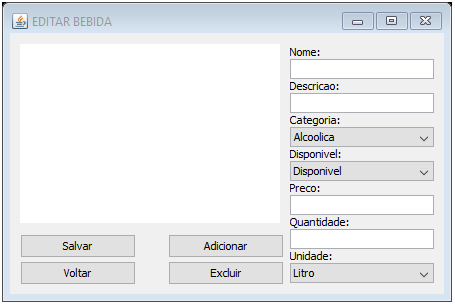 EDITAR BEBIDA
Nome:
Descricao:
Categoria:
Alcoolica
Disponivel:
Disponivel
Preco:
Quantidade:
Unidade:
Litro
Salvar
Adicionar
Voltar
Excluir